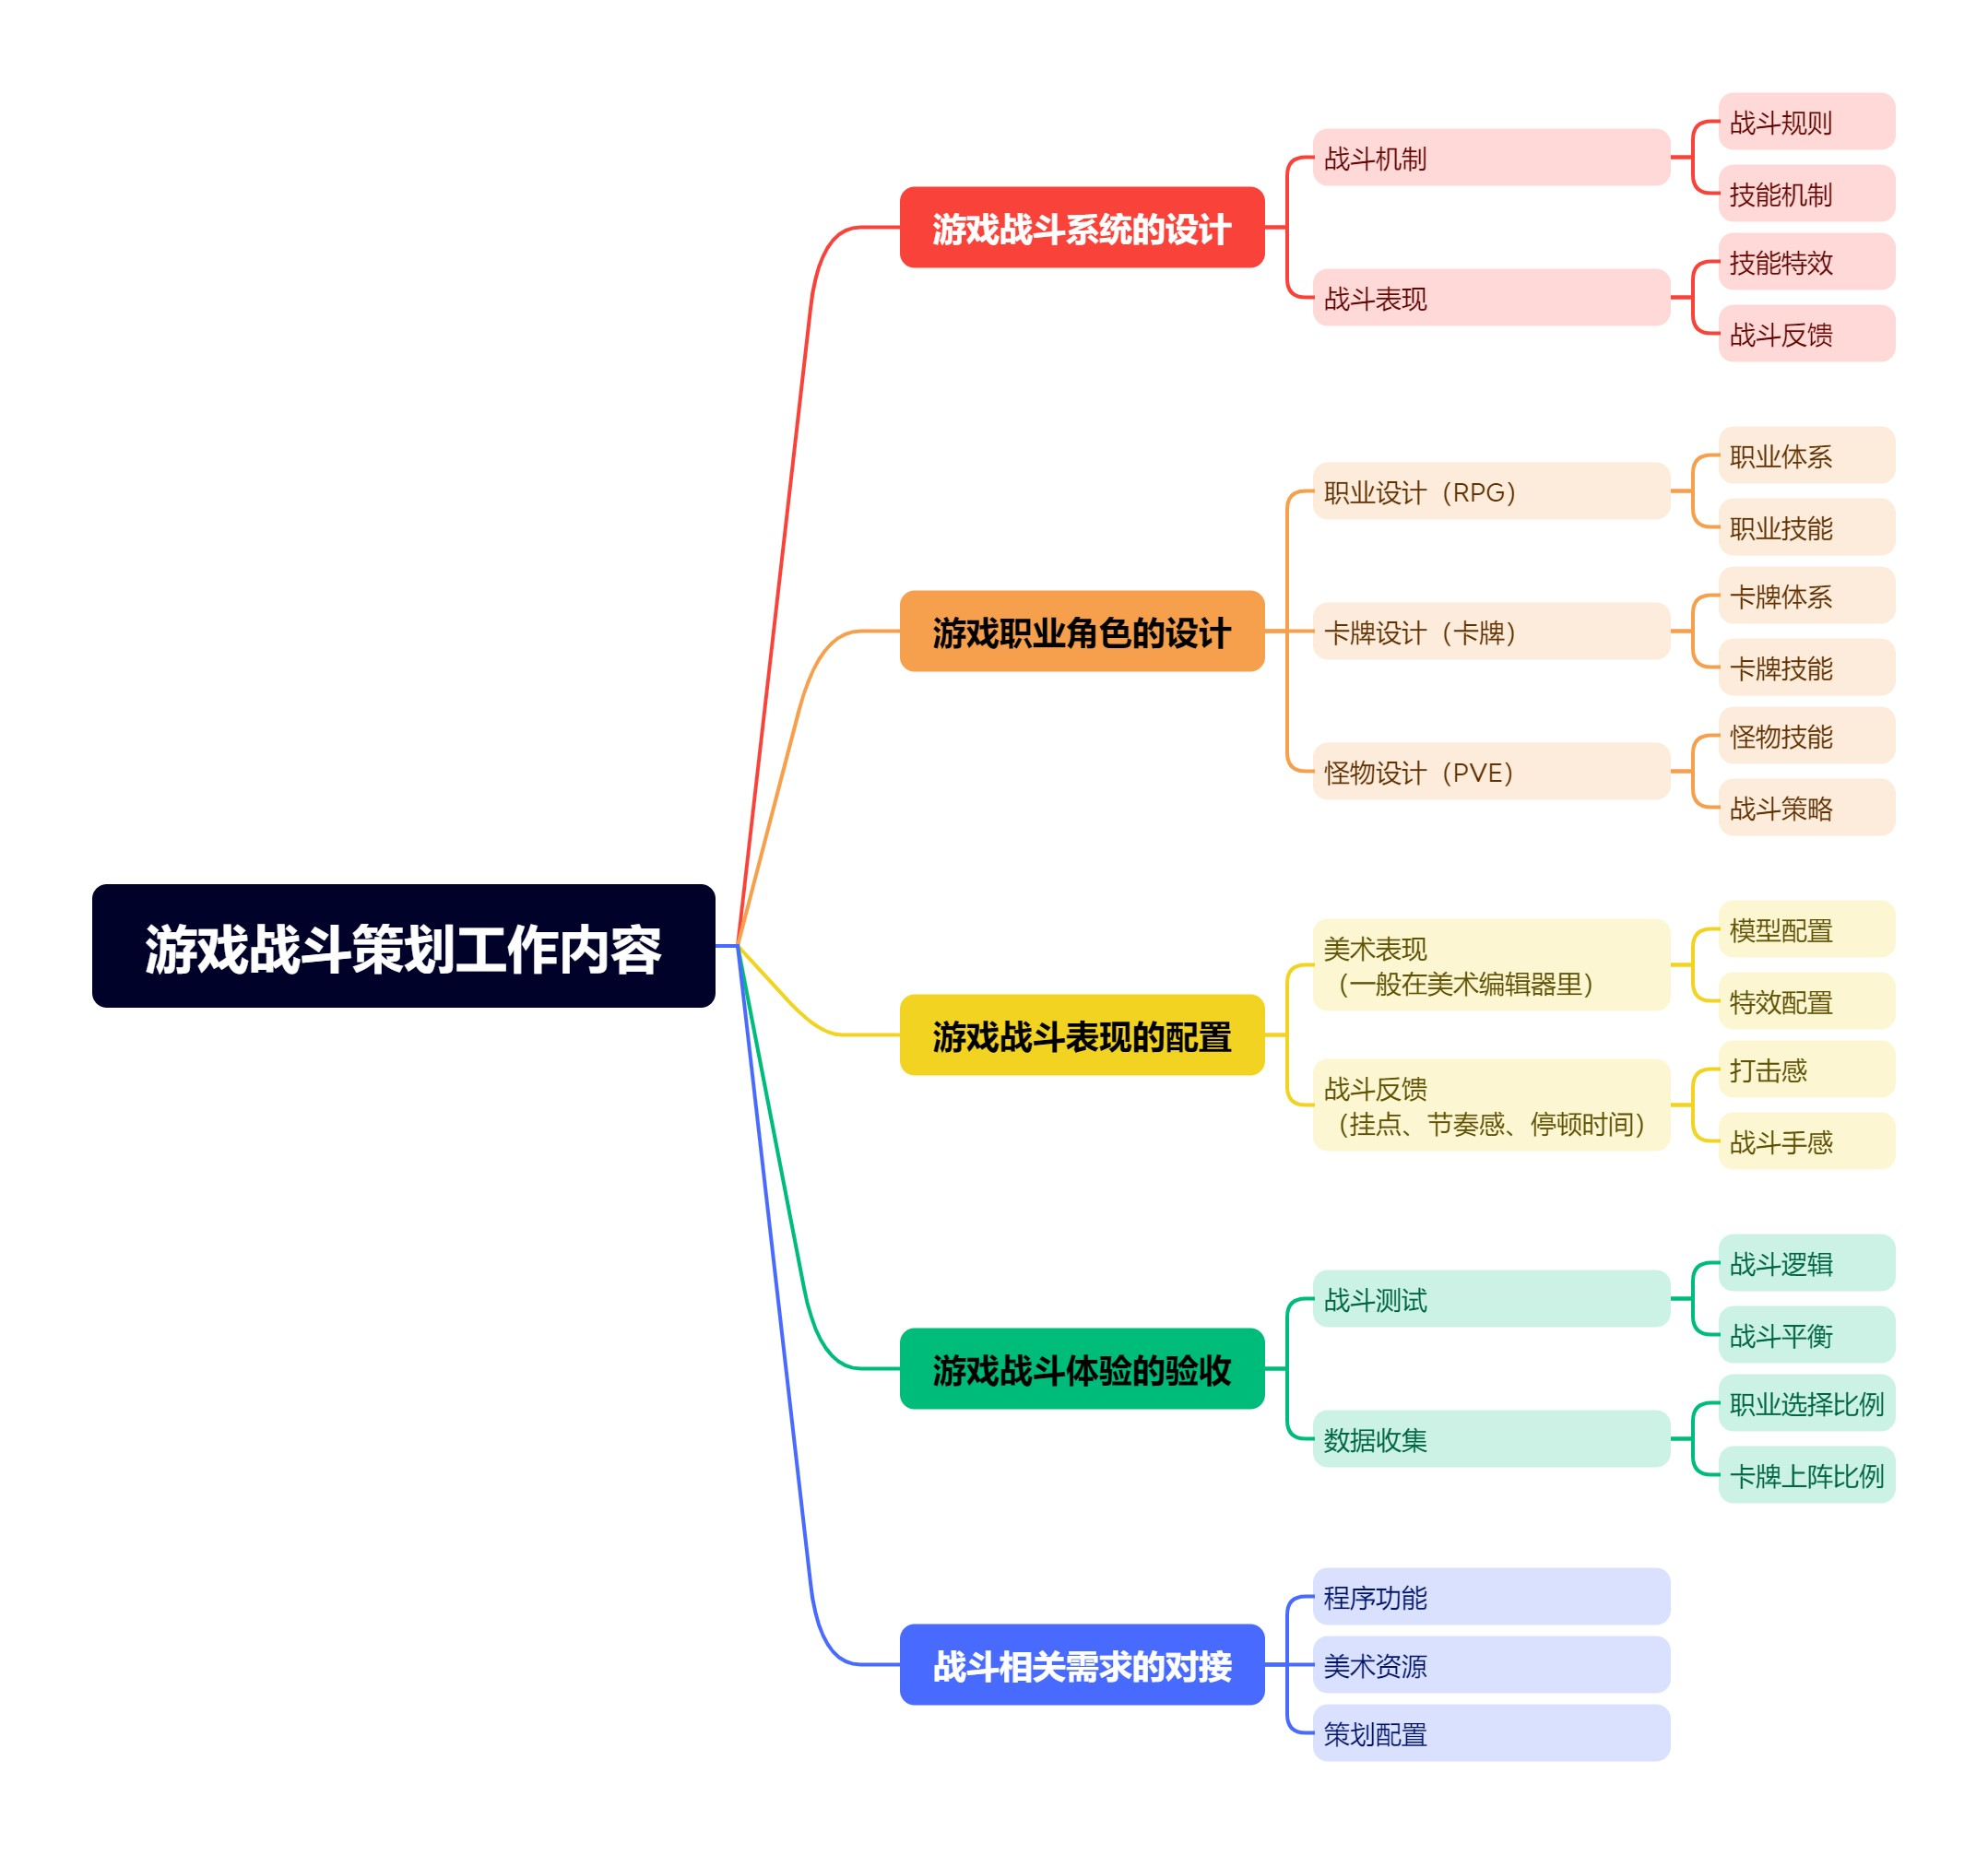 游戏战斗策划工作内容
游戏战斗系统的设计
战斗机制
战斗规则
技能机制
战斗表现
技能特效
战斗反馈
游戏职业角色的设计
职业设计（RPG）
职业体系
职业技能
卡牌设计（卡牌）
卡牌体系
卡牌技能
怪物设计（PVE）
怪物技能
战斗策略
游戏战斗表现的配置
美术表现
（一般在美术编辑器里）
模型配置
特效配置
战斗反馈
（挂点、节奏感、停顿时间）
打击感
战斗手感
游戏战斗体验的验收
战斗测试
战斗逻辑
战斗平衡
数据收集
职业选择比例
卡牌上阵比例
战斗相关需求的对接
程序功能
美术资源
策划配置